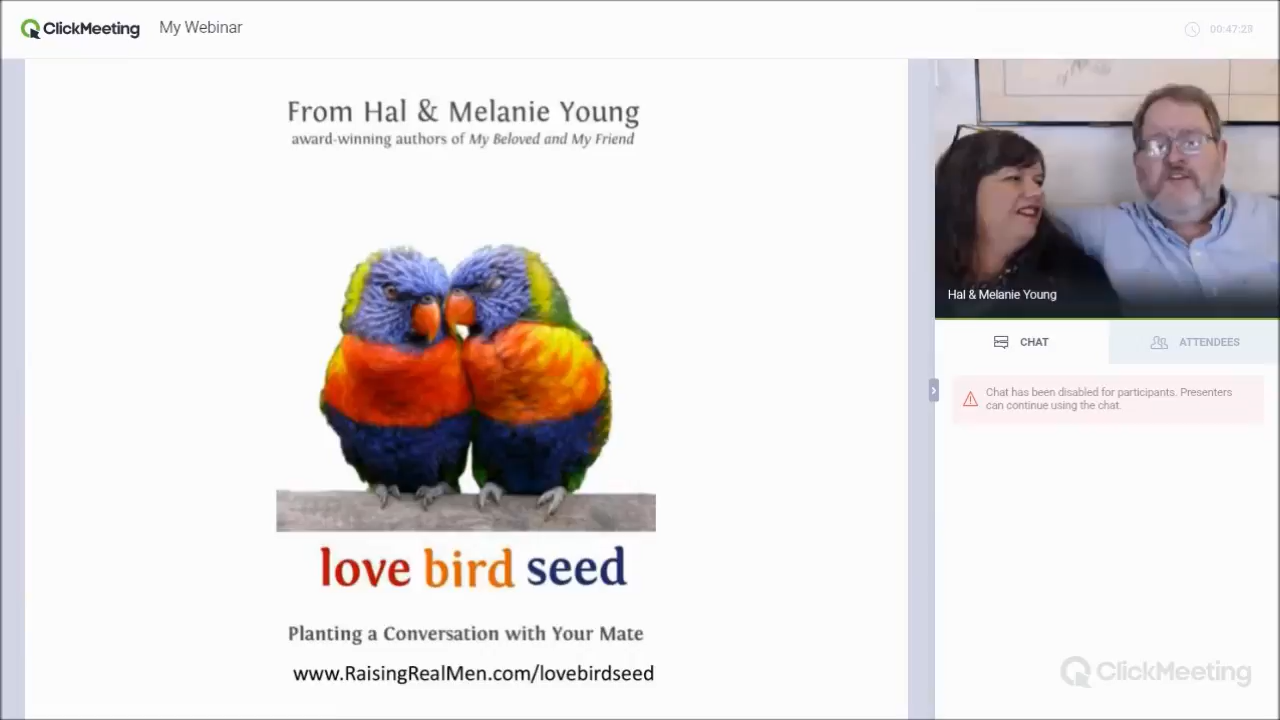 ClickMeeting
My Webinar
00:47:23
From Hal & Melanie Young
award-winning authors of My Beloved and My Friend
love bird seed
Planting a Conversation with Your Mate
www.RaisingRealMen.com/lovebirdseed
Hal & Melanie Young
CHAT
ATTENDEES
Chat has been disabled for participants. Presenters
can continue using the chat.
ClickMeeting